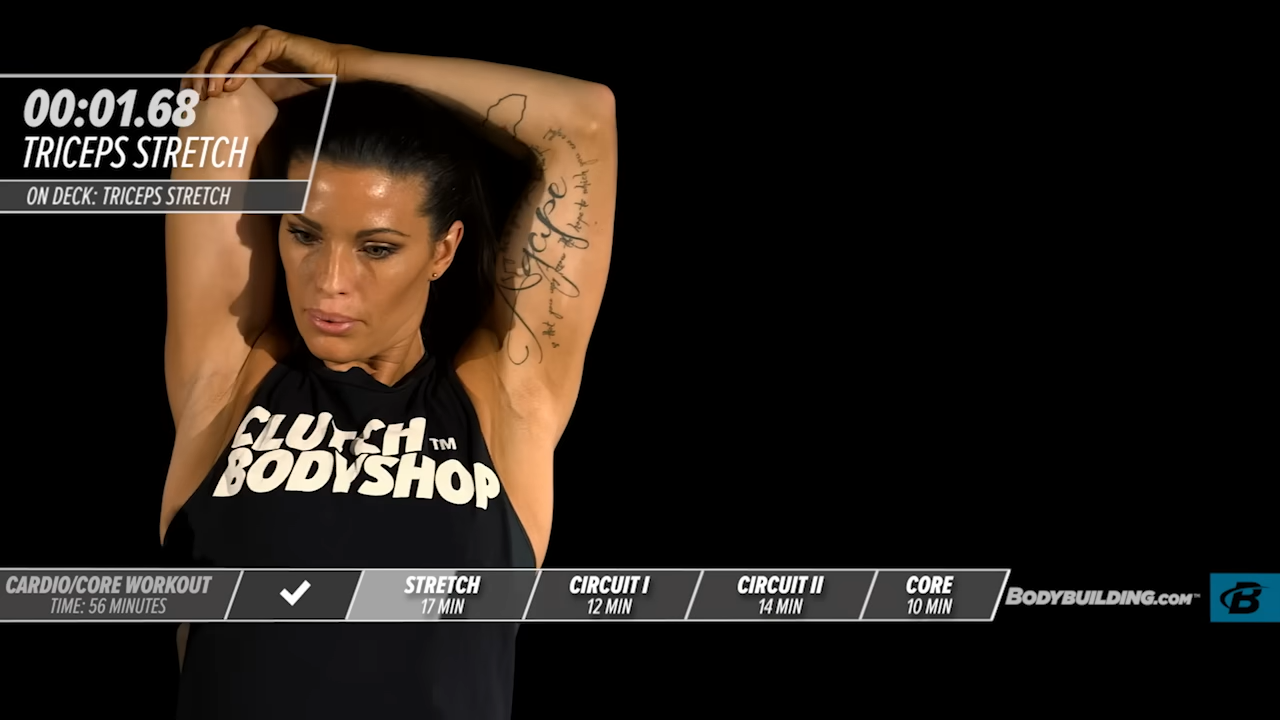 00:01.68
TRICEPS STRETCH
ON DECK: TRICEPS STRETCH
Agape
CLUTCH™
BODYSHOP
CARDIO/CORE WORKOUT
TIME: 56 MINUTES
STRETCH
17 MIN
CIRCUIT I
12 MIN
CIRCUIT II
14 MIN
CORE
10 MIN
BODYBUILDING.com™
B